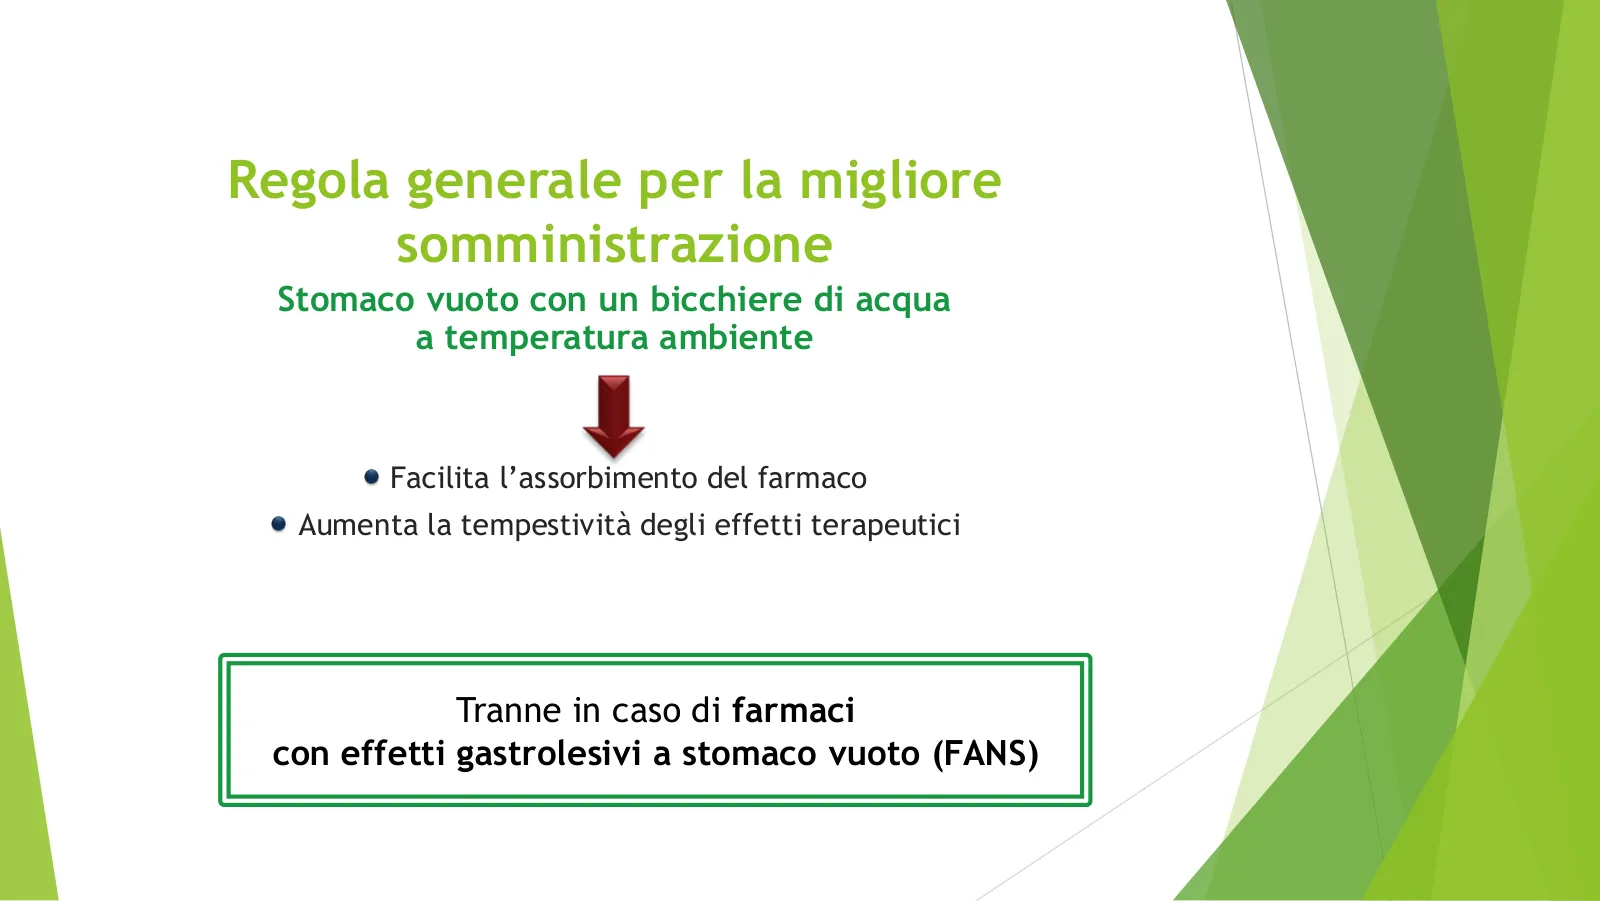 Regola generale per la migliore
somministrazione
Stomaco vuoto con un bicchiere di acqua
a temperatura ambiente
• Facilita l’assorbimento del farmaco
• Aumenta la tempestività degli effetti terapeutici
Tranne in caso di farmaci
con effetti gastrolesivi a stomaco vuoto (FANS)